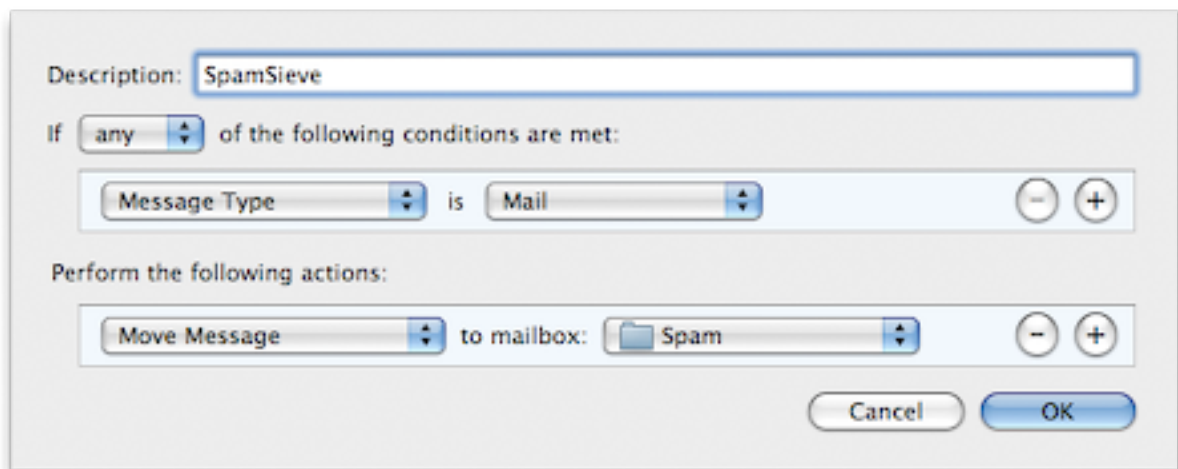 Description: SpamSieve
If any of the following conditions are met:
Message Type is Mail
Perform the following actions:
Move Message to mailbox: Spam
Cancel OK